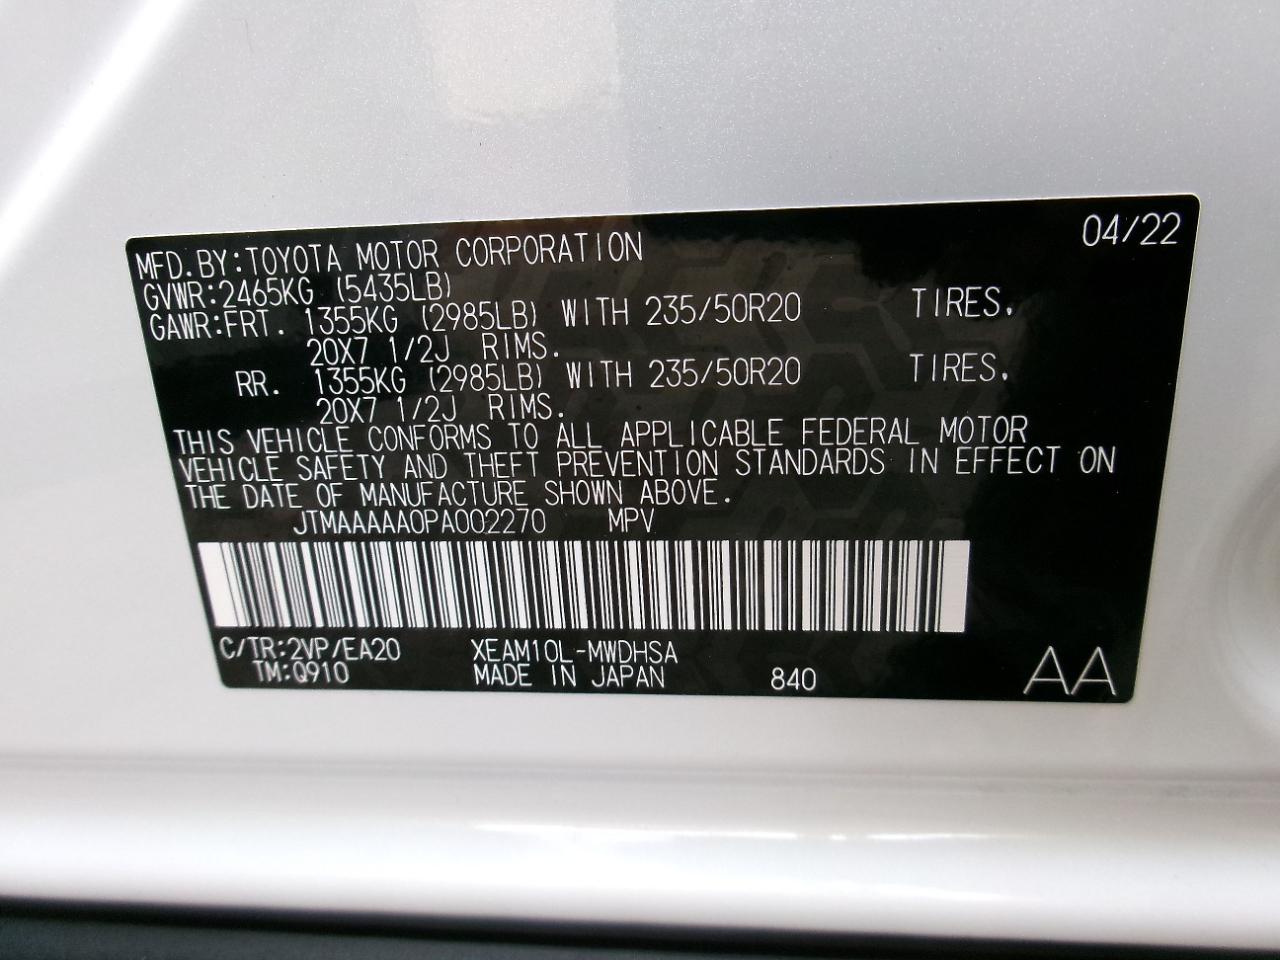 04/22
MFD.BY:TOYOTA MOTOR CORPORATION
GVWR:2465KG (5435LB)
GAWR:FRT. 1355KG (2985LB) WITH 235/50R20 TIRES.
20X7 1/2J RIMS.
RR. 1355KG (2985LB) WITH 235/50R20 TIRES.
20X7 1/2J RIMS.
THIS VEHICLE CONFORMS TO ALL APPLICABLE FEDERAL MOTOR
VEHICLE SAFETY AND THEFT PREVENTION STANDARDS IN EFFECT ON
THE DATE OF MANUFACTURE SHOWN ABOVE.
JTMAAAAA0PA002270 MPV
C/TR:2VP/EA20 XEAM10L-MWDHSA
TM:Q910 MADE IN JAPAN 840 AA